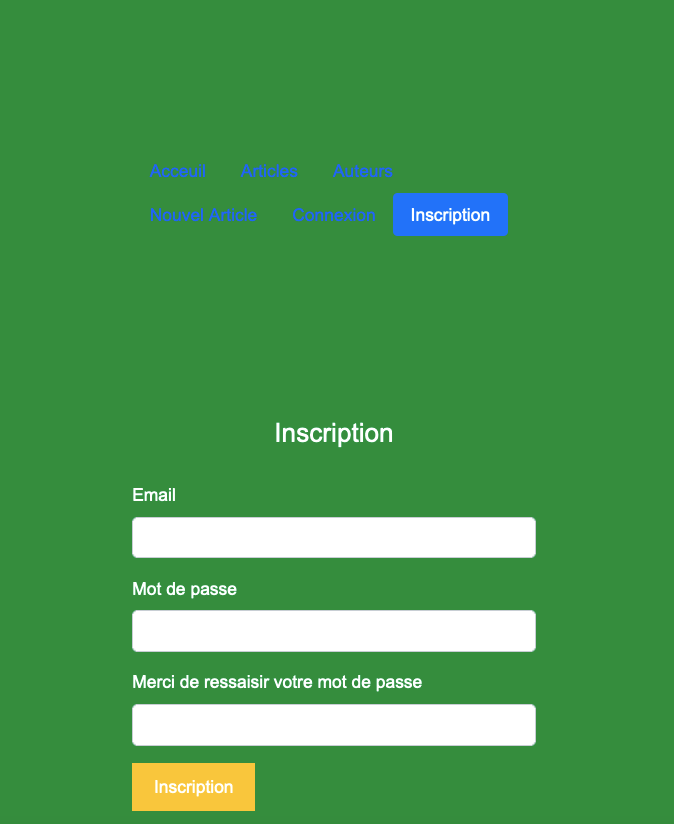 Acceuil Articles Auteurs
Nouvel Article Connexion Inscription
Inscription
Email
Mot de passe
Merci de ressaisir votre mot de passe
Inscription